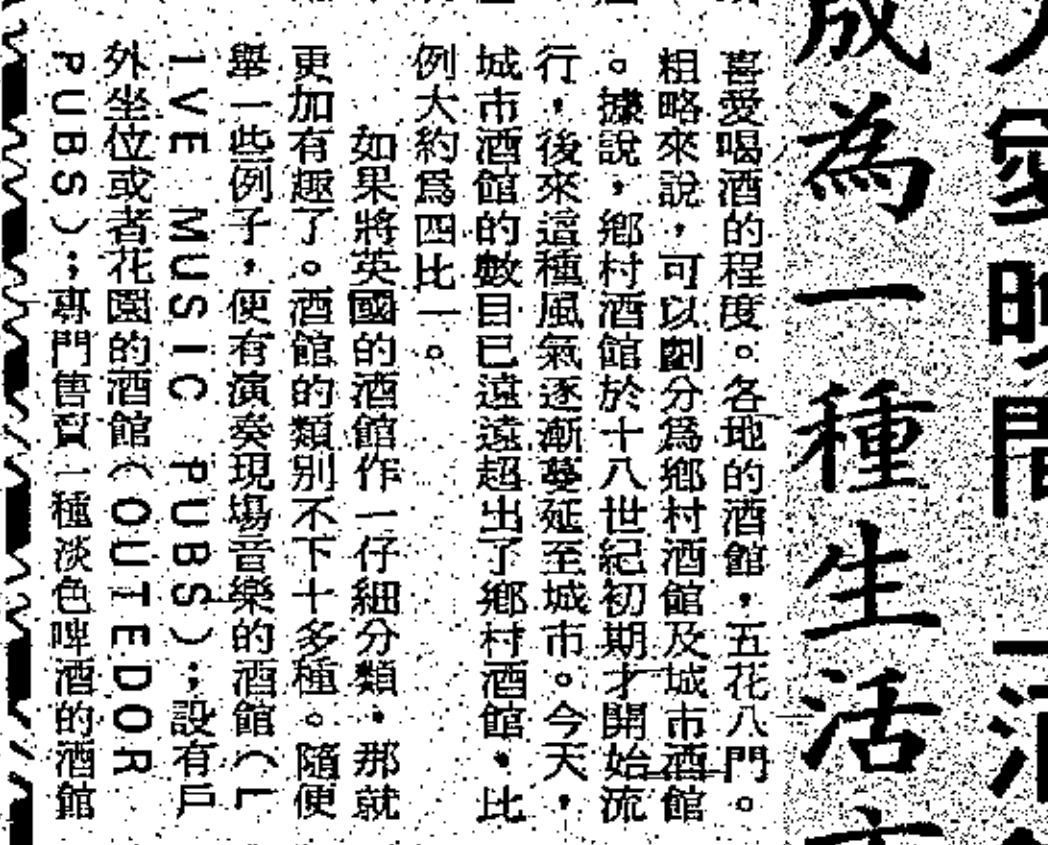 成為一種生活
喜愛喝酒的程度。各地的酒館，五花八門。
粗略來說，可以劃分爲鄉村酒館及城市酒館
。據說，鄉村酒館於十八世紀初期才開始流
行，後來這種風氣逐漸蔓延至城市。今天，
城市酒館的數目已遠遠超出了鄉村酒館，比
例大約爲四比一。
如果將英國的酒館作一仔細分類，那就
更加有趣了。酒館的類別不下十多種。隨便
舉一些例子，便有演奏現場音樂的酒館（L
IVE MUSIC PUBS）；設有戶
外坐位或者花園的酒館（OUTEDOR
PUBS）；專門售賣一種淡色啤酒的酒館